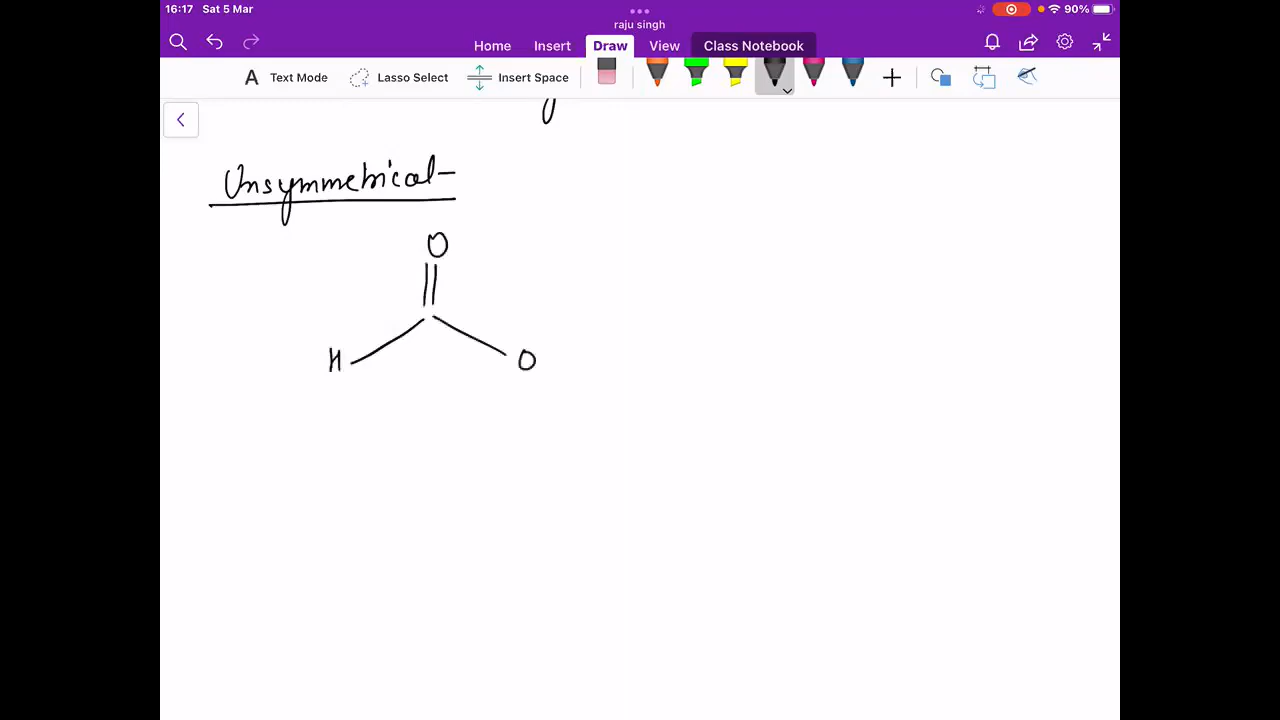 16:17 Sat 5 Mar
90%
raju singh
Home Insert Draw View Class Notebook
A Text Mode Lasso Select Insert Space
Unsymmetrical-
O
H O